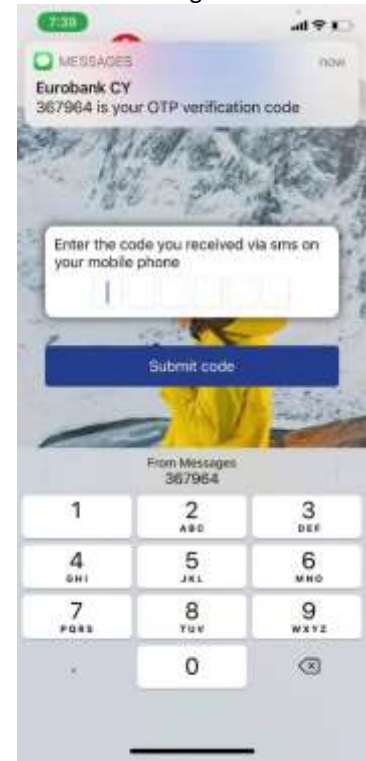 7:39
MESSAGES
now
Eurobank CY
367964 is your OTP verification code
Enter the code you received via sms on
your mobile phone
Submit code
From Messages
367964
1
2
ABC
3
DEF
4
GHI
5
JKL
6
MNO
7
PQRS
8
TUV
9
WXYZ
.
0